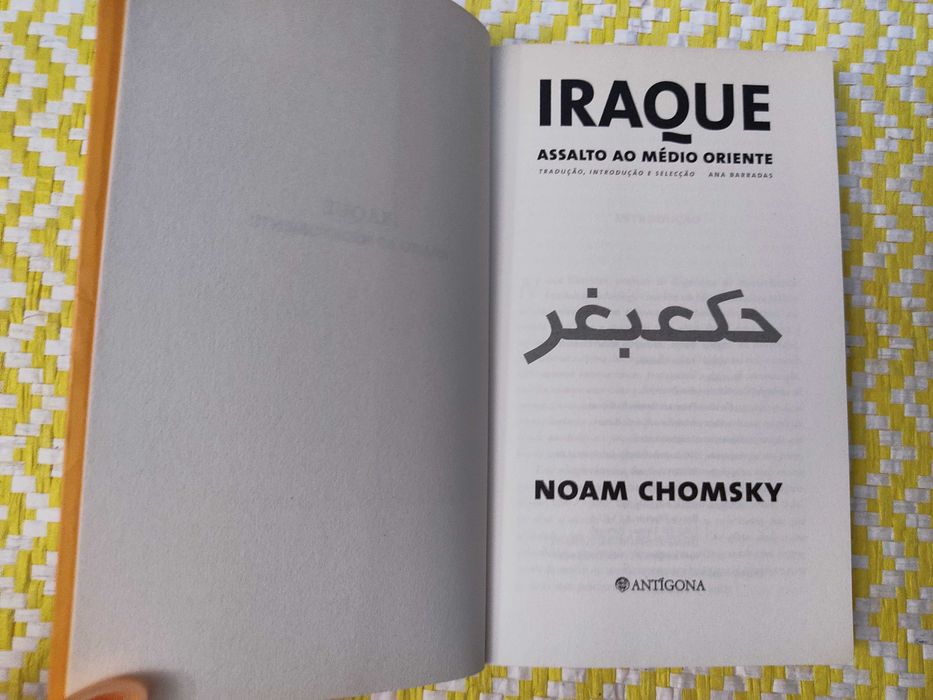 IRAQUE
ASSALTO AO MÉDIO ORIENTE
TRADUÇÃO, INTRODUÇÃO E SELECÇÃO ANA BARRADAS
حكعبغر
NOAM CHOMSKY
ANTÍGONA